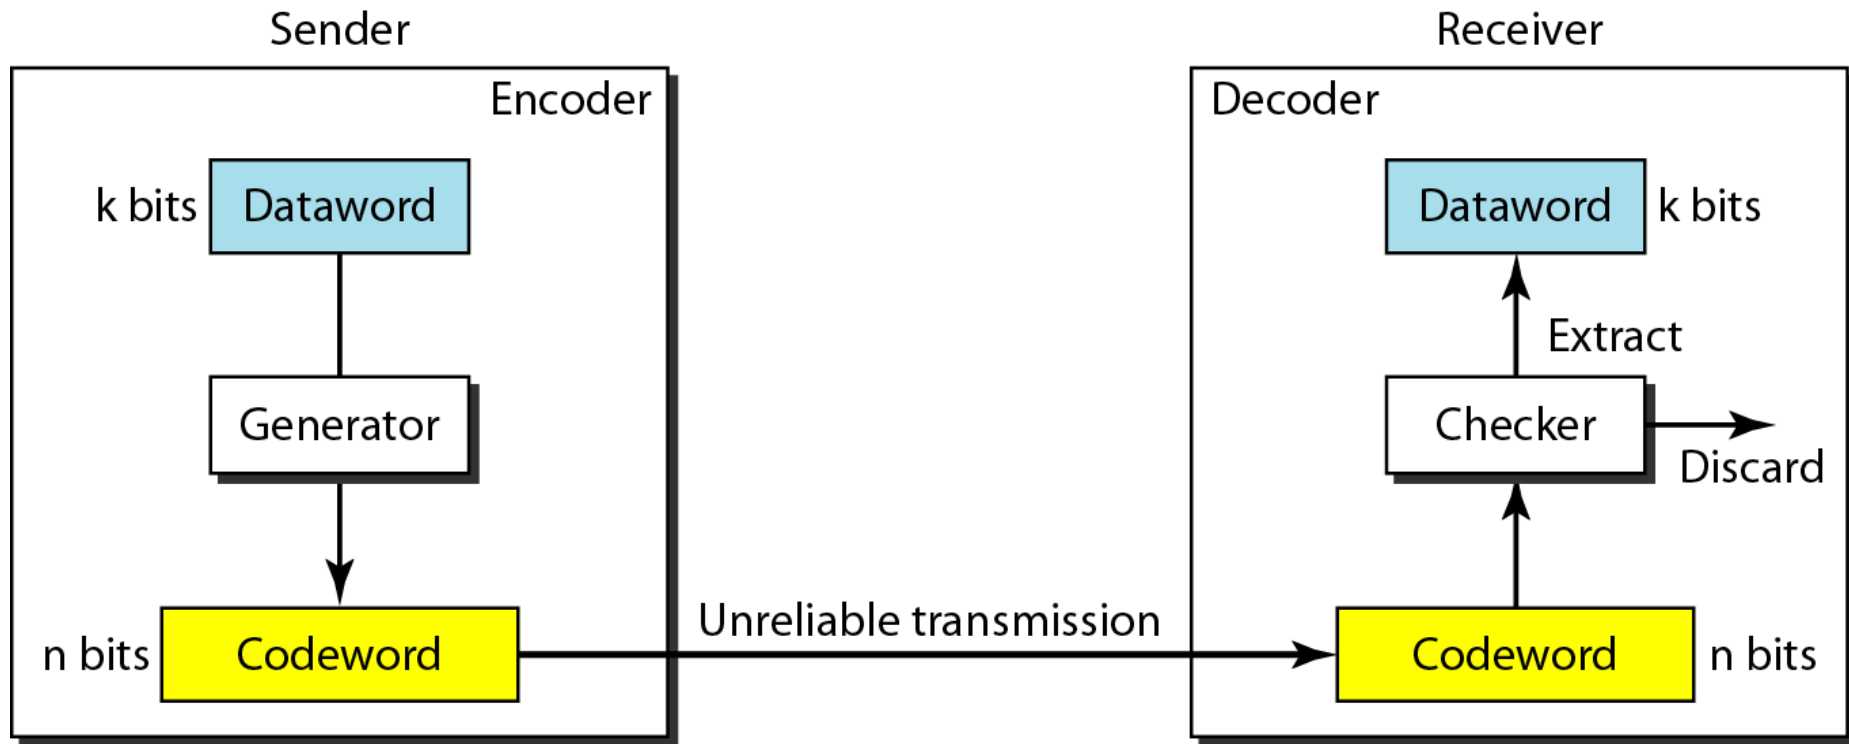 Sender
Encoder
k bits
Dataword
Generator
n bits
Codeword
Unreliable transmission
Receiver
Decoder
Dataword
k bits
Extract
Checker
Discard
Codeword
n bits